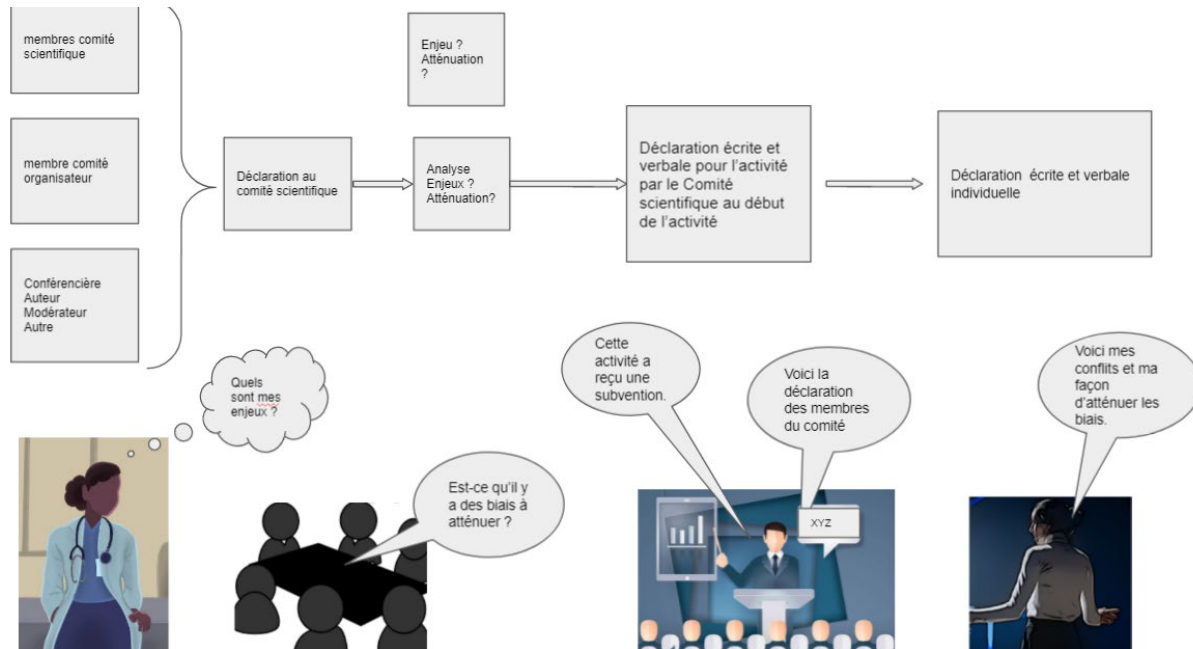 membres comité
scientifique
Enjeu ?
Atténuation
?
membre comité
organisateur
Déclaration au
comité scientifique
Analyse
Enjeux ?
Atténuation?
Déclaration écrite et
verbale pour l'activité
par le Comité
scientifique au début
de l'activité
Déclaration écrite et verbale
individuelle
Conférencière
Auteur
Modérateur
Autre
Quels
sont mes
enjeux ?
Est-ce qu'il y
a des biais à
atténuer ?
Cette
activité a
reçu une
subvention.
Voici la
déclaration
des membres
du comité
XYZ
Voici mes
conflits et ma
façon
d'atténuer les
biais.